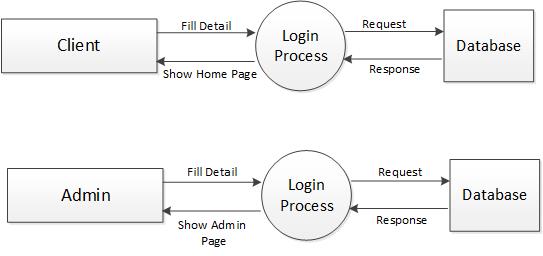 Fill Detail
Request
Client
Login
Process
Database
Show Home Page
Response
Fill Detail
Request
Admin
Login
Process
Database
Show Admin
Page
Response